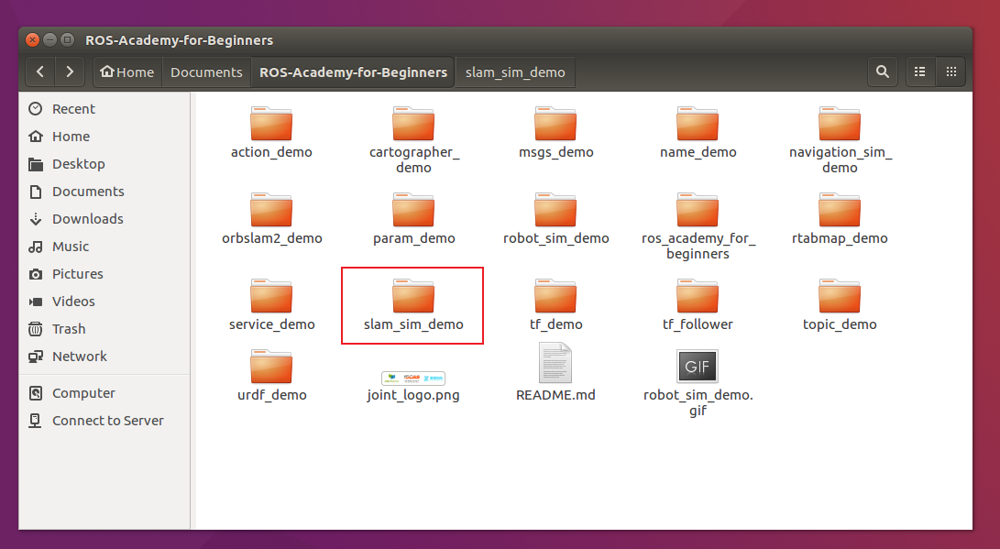 ROS-Academy-for-Beginners
Home
Documents
ROS-Academy-for-Beginners
slam_sim_demo
Recent
Home
Desktop
Documents
Downloads
Music
Pictures
Videos
Trash
Network
Computer
Connect to Server
action_demo
cartographer_
demo
msgs_demo
name_demo
navigation_sim_
demo
orbslam2_demo
param_demo
robot_sim_demo
ros_academy_for_
beginners
rtabmap_demo
service_demo
slam_sim_demo
tf_demo
tf_follower
topic_demo
urdf_demo
joint_logo.png
README.md
GIF
robot_sim_demo.
gif